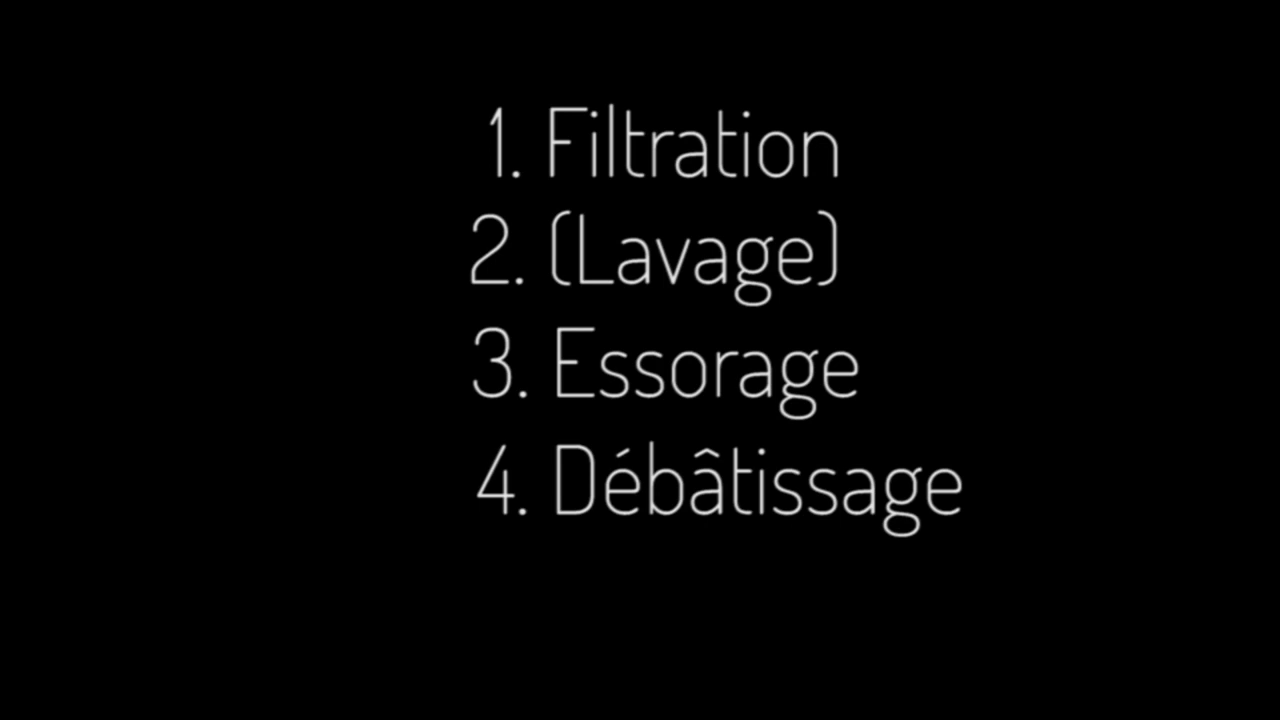 1. Filtration
2. (Lavage)
3. Essorage
4. Débâtissage